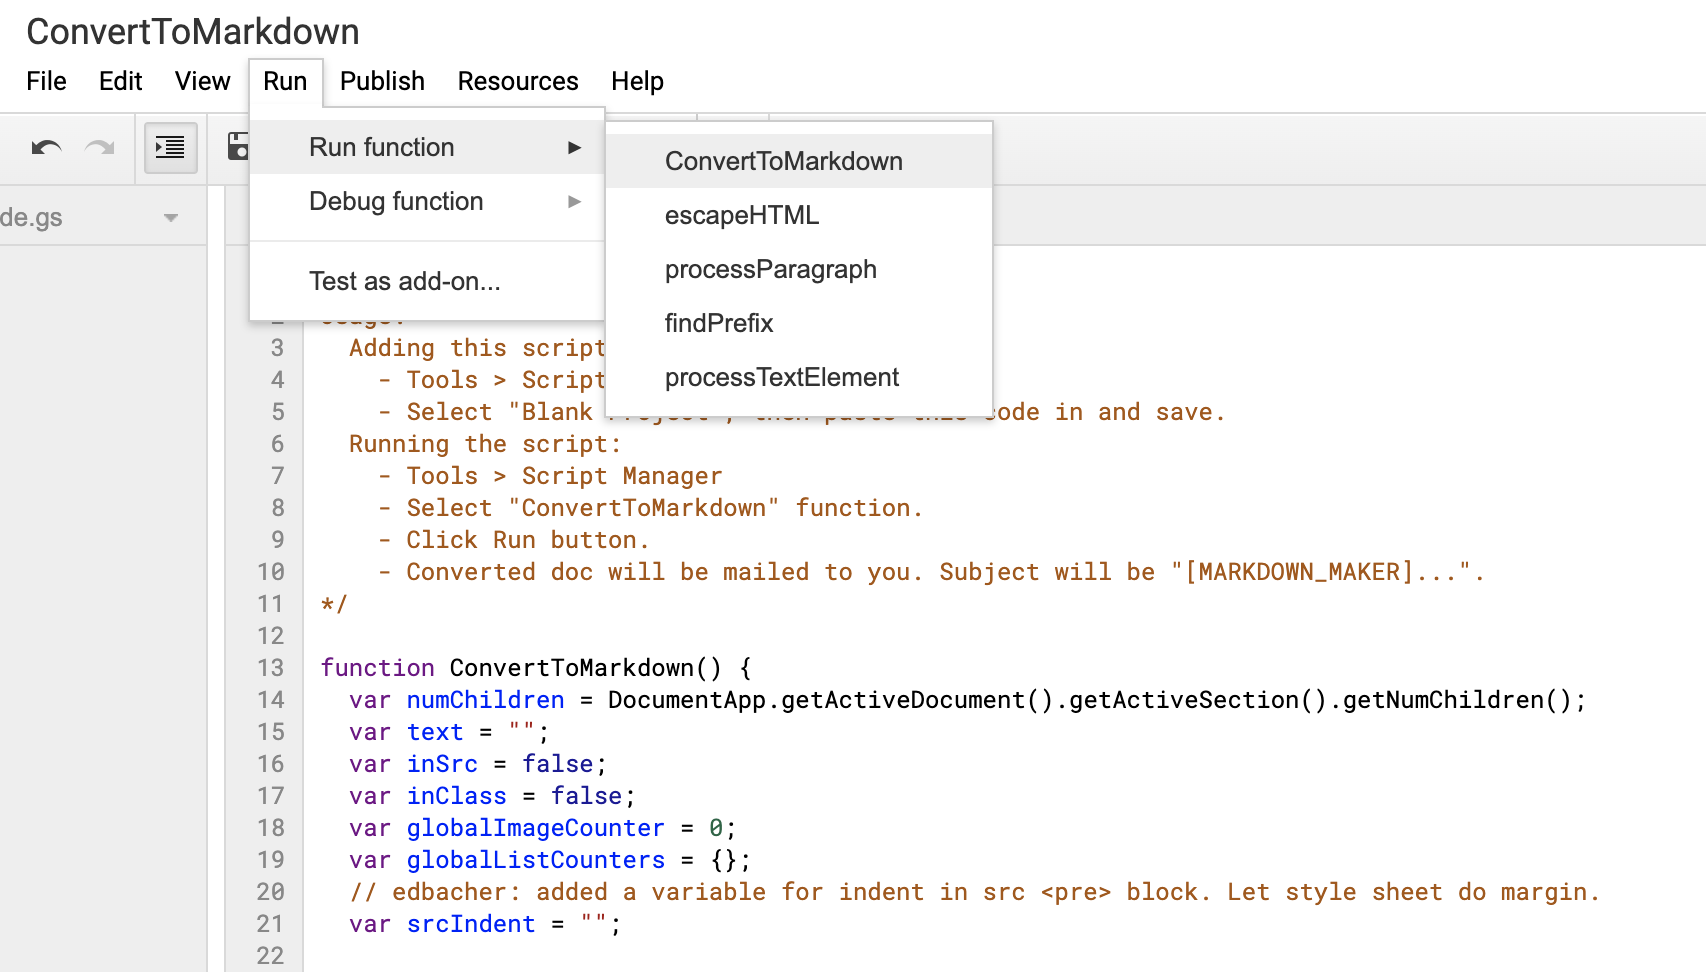 ConvertToMarkdown
File Edit View Run Publish Resources Help
Run function
Debug function
Test as add-on...
ConvertToMarkdown
escapeHTML
processParagraph
findPrefix
processTextElement
de.gs
3 Adding this script
4 - Tools > Script
5 - Select "Blank code in and save.
6 Running the script:
7 - Tools > Script Manager
8 - Select "ConvertToMarkdown" function.
9 - Click Run button.
10 - Converted doc will be mailed to you. Subject will be "[MARKDOWN_MAKER]...".
11 */
12
13 function ConvertToMarkdown() {
14 var numChildren = DocumentApp.getActiveDocument().getActiveSection().getNumChildren();
15 var text = "";
16 var inSrc = false;
17 var inClass = false;
18 var globalImageCounter = 0;
19 var globalListCounters = {};
20 // edbacher: added a variable for indent in src <pre> block. Let style sheet do margin.
21 var srcIndent = "";
22